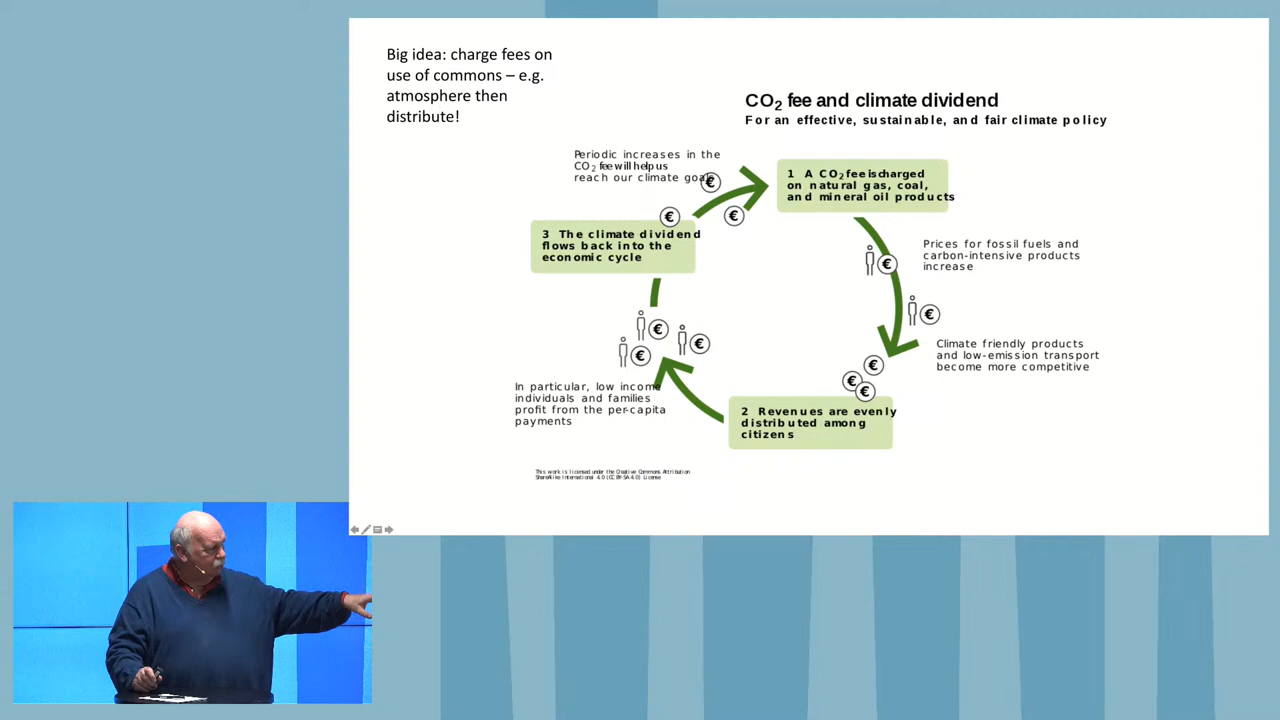 Big idea: charge fees on
use of commons – e.g.
atmosphere then
distribute!
CO2 fee and climate dividend
For an effective, sustainable, and fair climate policy
Periodic increases in the
CO2 fee will help us
reach our climate goals
1 A CO2 fee is charged
on natural gas, coal,
and mineral oil products
3 The climate dividend
flows back into the
economic cycle
Prices for fossil fuels and
carbon-intensive products
increase
Climate friendly products
and low-emission transport
become more competitive
In particular, low income
individuals and families
profit from the per-capita
payments
2 Revenues are evenly
distributed among
citizens
This work is licensed under the Creative Commons Attribution
ShareAlike International 4.0 (CC BY-SA 4.0) License
€
€
€
€
€
€
€
€
€
€
€